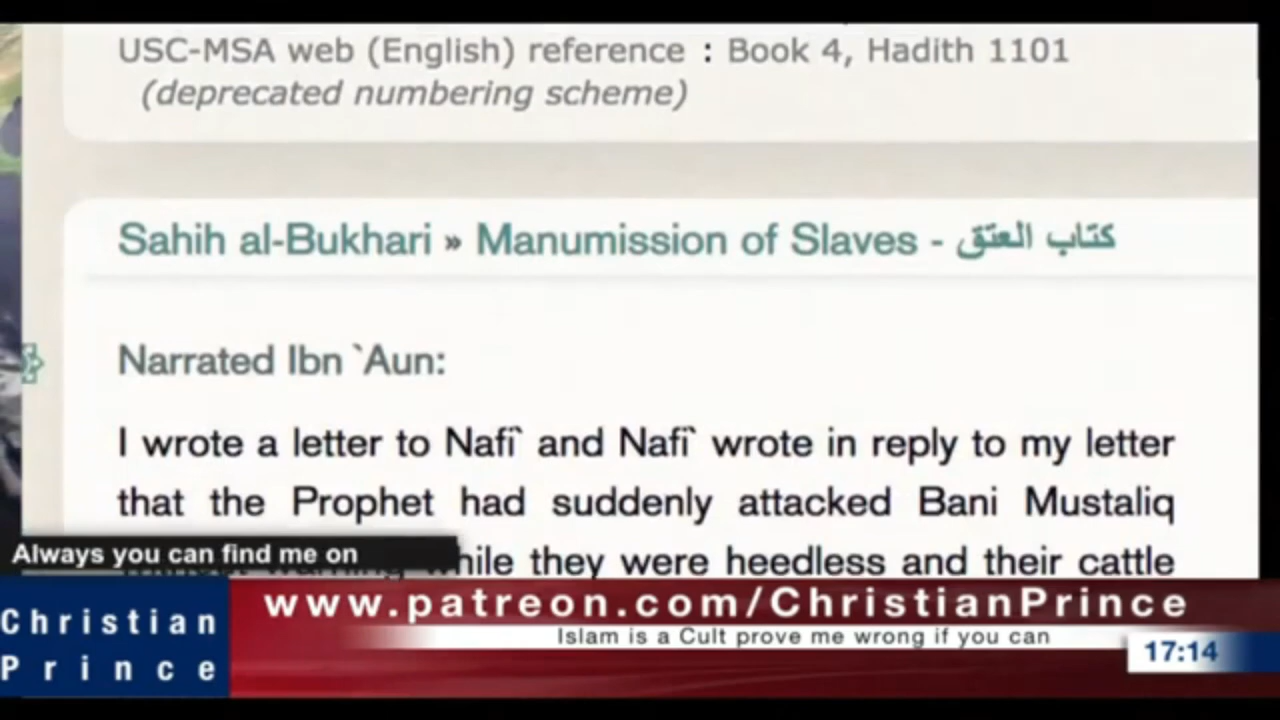 USC-MSA web (English) reference : Book 4, Hadith 1101
(deprecated numbering scheme)
Sahih al-Bukhari » Manumission of Slaves - كتاب العتق
Narrated Ibn `Aun:
I wrote a letter to Nafi` and Nafi` wrote in reply to my letter
that the Prophet had suddenly attacked Bani Mustaliq
while they were heedless and their cattle
Always you can find me on
www.patreon.com/ChristianPrince
Islam is a Cult prove me wrong if you can
Christian
Prince
17:14